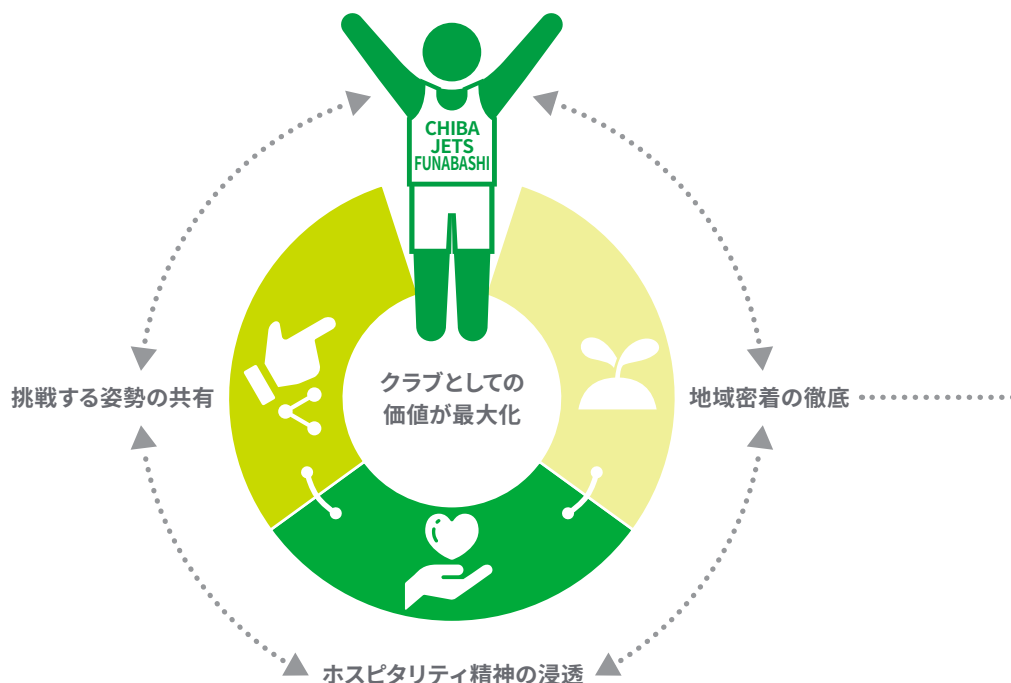 CHIBA
JETS
FUNABASHI
クラブとしての
価値が最大化
挑戦する姿勢の共有
地域密着の徹底
ホスピタリティ精神の浸透